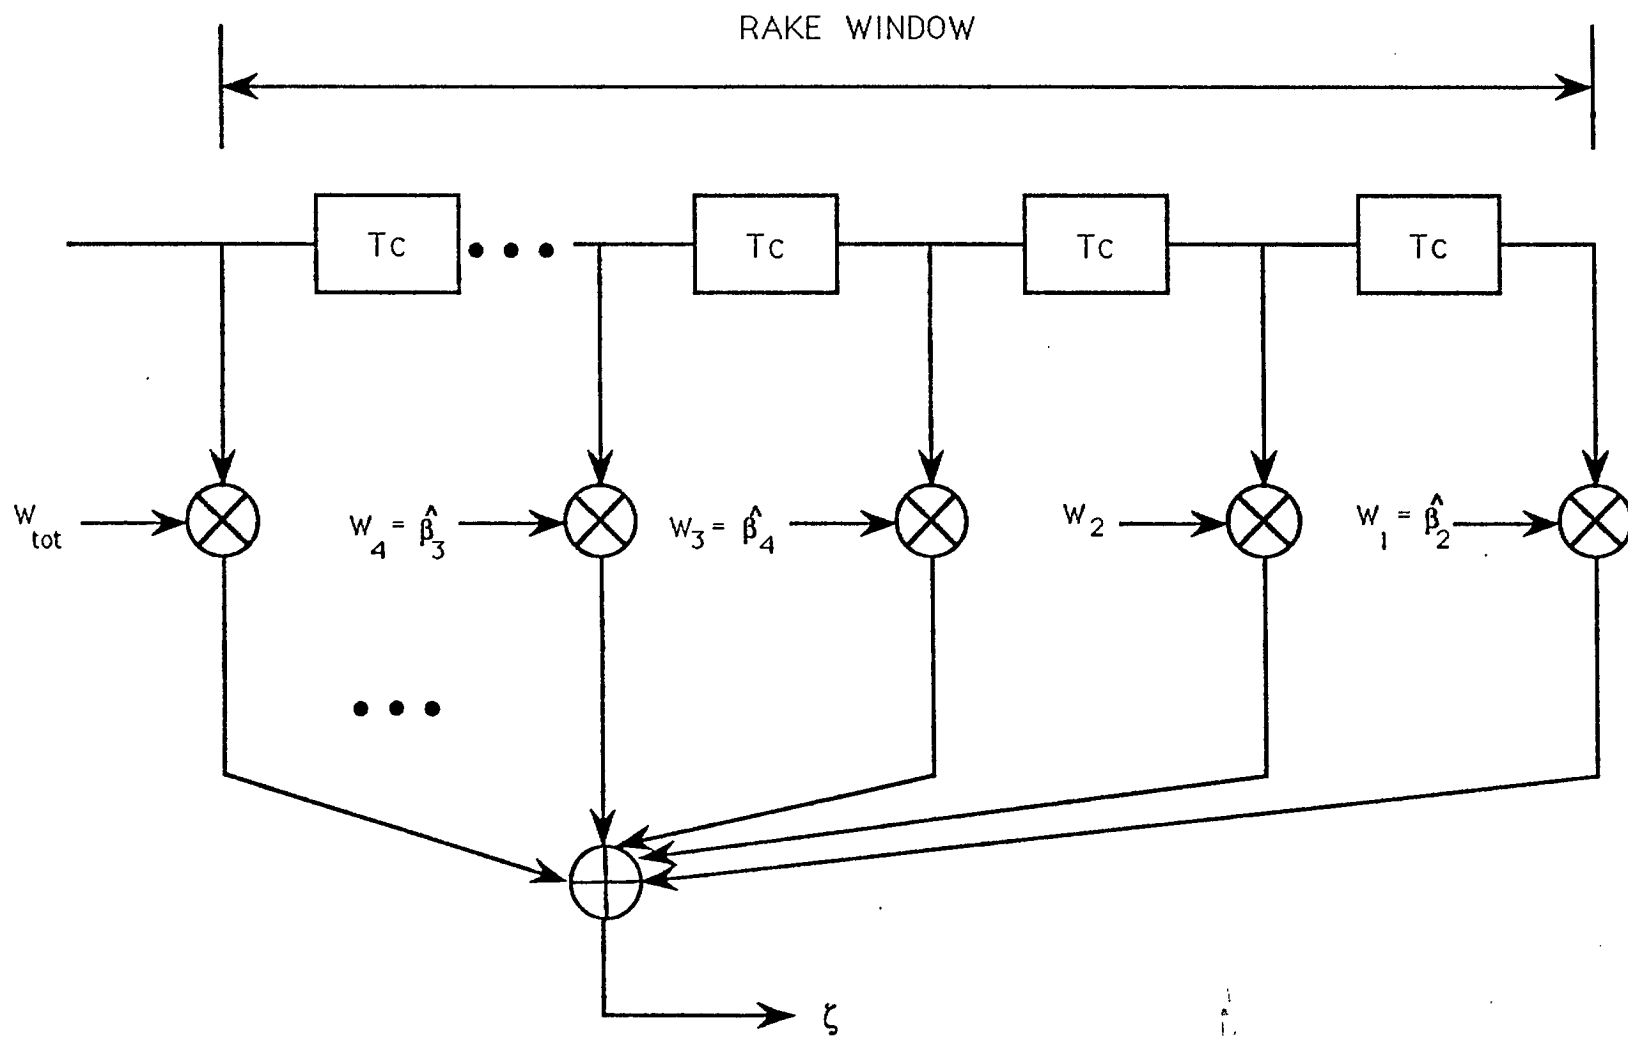 RAKE WINDOW
Tc
Tc
Tc
Tc
W_tot
W_4 = β̂_3
W_3 = β̂_4
W_2
W_1 = β̂_2
ζ